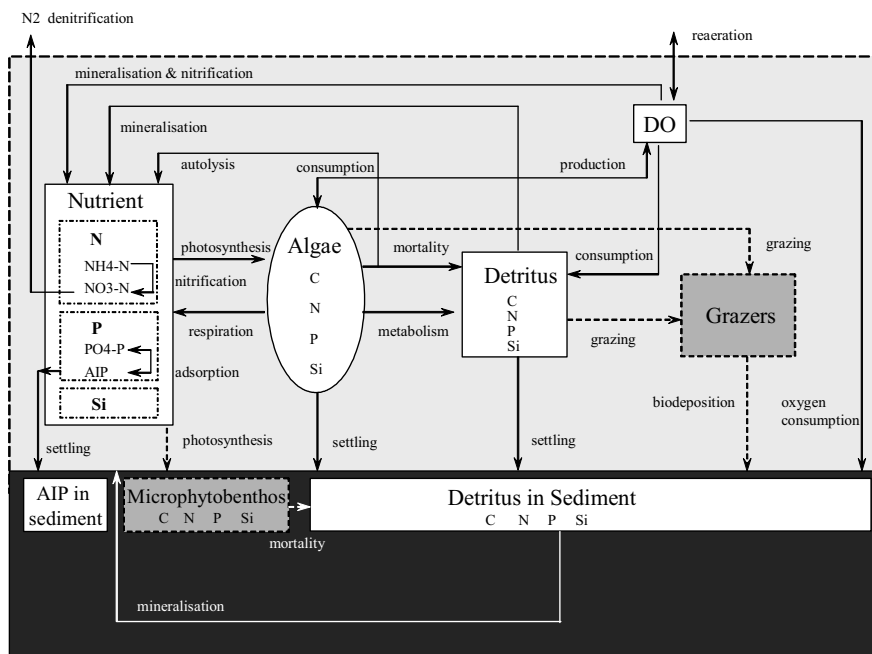 N2 denitrification
reaeration
mineralisation & nitrification
mineralisation
DO
autolysis
consumption
production
Nutrient
N
NH4-N
NO3-N
photosynthesis
nitrification
Algae
C
N
P
Si
mortality
Detritus
C
N
P
Si
consumption
grazing
Grazers
respiration
metabolism
grazing
P
PO4-P
AIP
adsorption
Si
biodeposition
oxygen
consumption
settling
photosynthesis
settling
settling
AIP in
sediment
Microphytobenthos
C N P Si
mortality
Detritus in Sediment
C N P Si
mineralisation